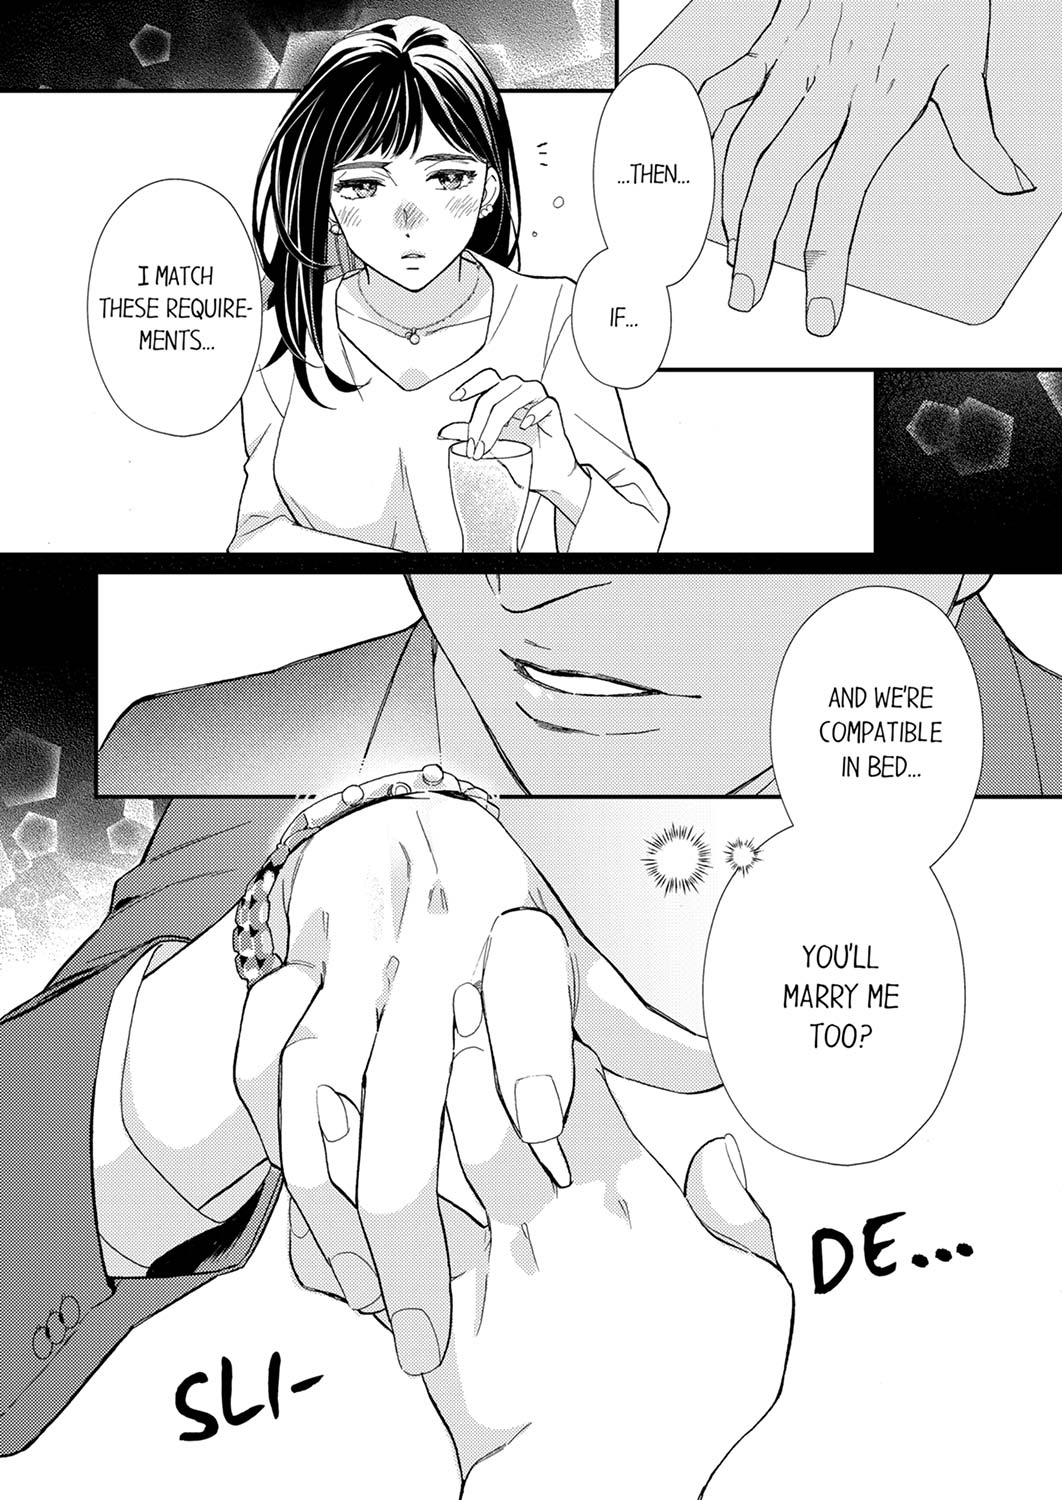 ...THEN...
IF...
I MATCH
THESE REQUIRE-
MENTS...
AND WE'RE
COMPATIBLE
IN BED...
YOU'LL
MARRY ME
TOO?
SLI-
DE...